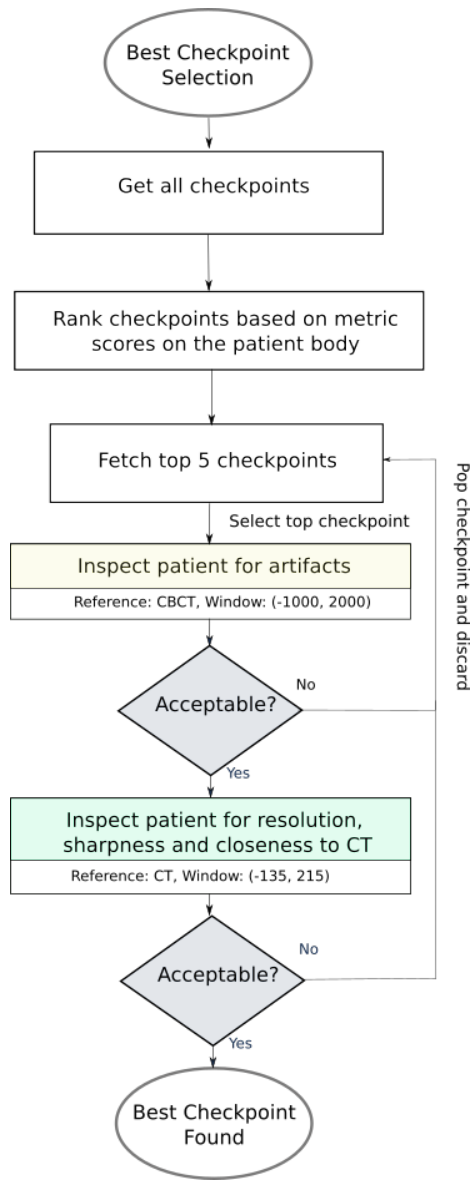 Best Checkpoint
Selection
Get all checkpoints
Rank checkpoints based on metric
scores on the patient body
Fetch top 5 checkpoints
Select top checkpoint
Pop checkpoint and discard
Inspect patient for artifacts
Reference: CBCT, Window: (-1000, 2000)
Acceptable?
No
Yes
Inspect patient for resolution,
sharpness and closeness to CT
Reference: CT, Window: (-135, 215)
Acceptable?
No
Yes
Best Checkpoint
Found